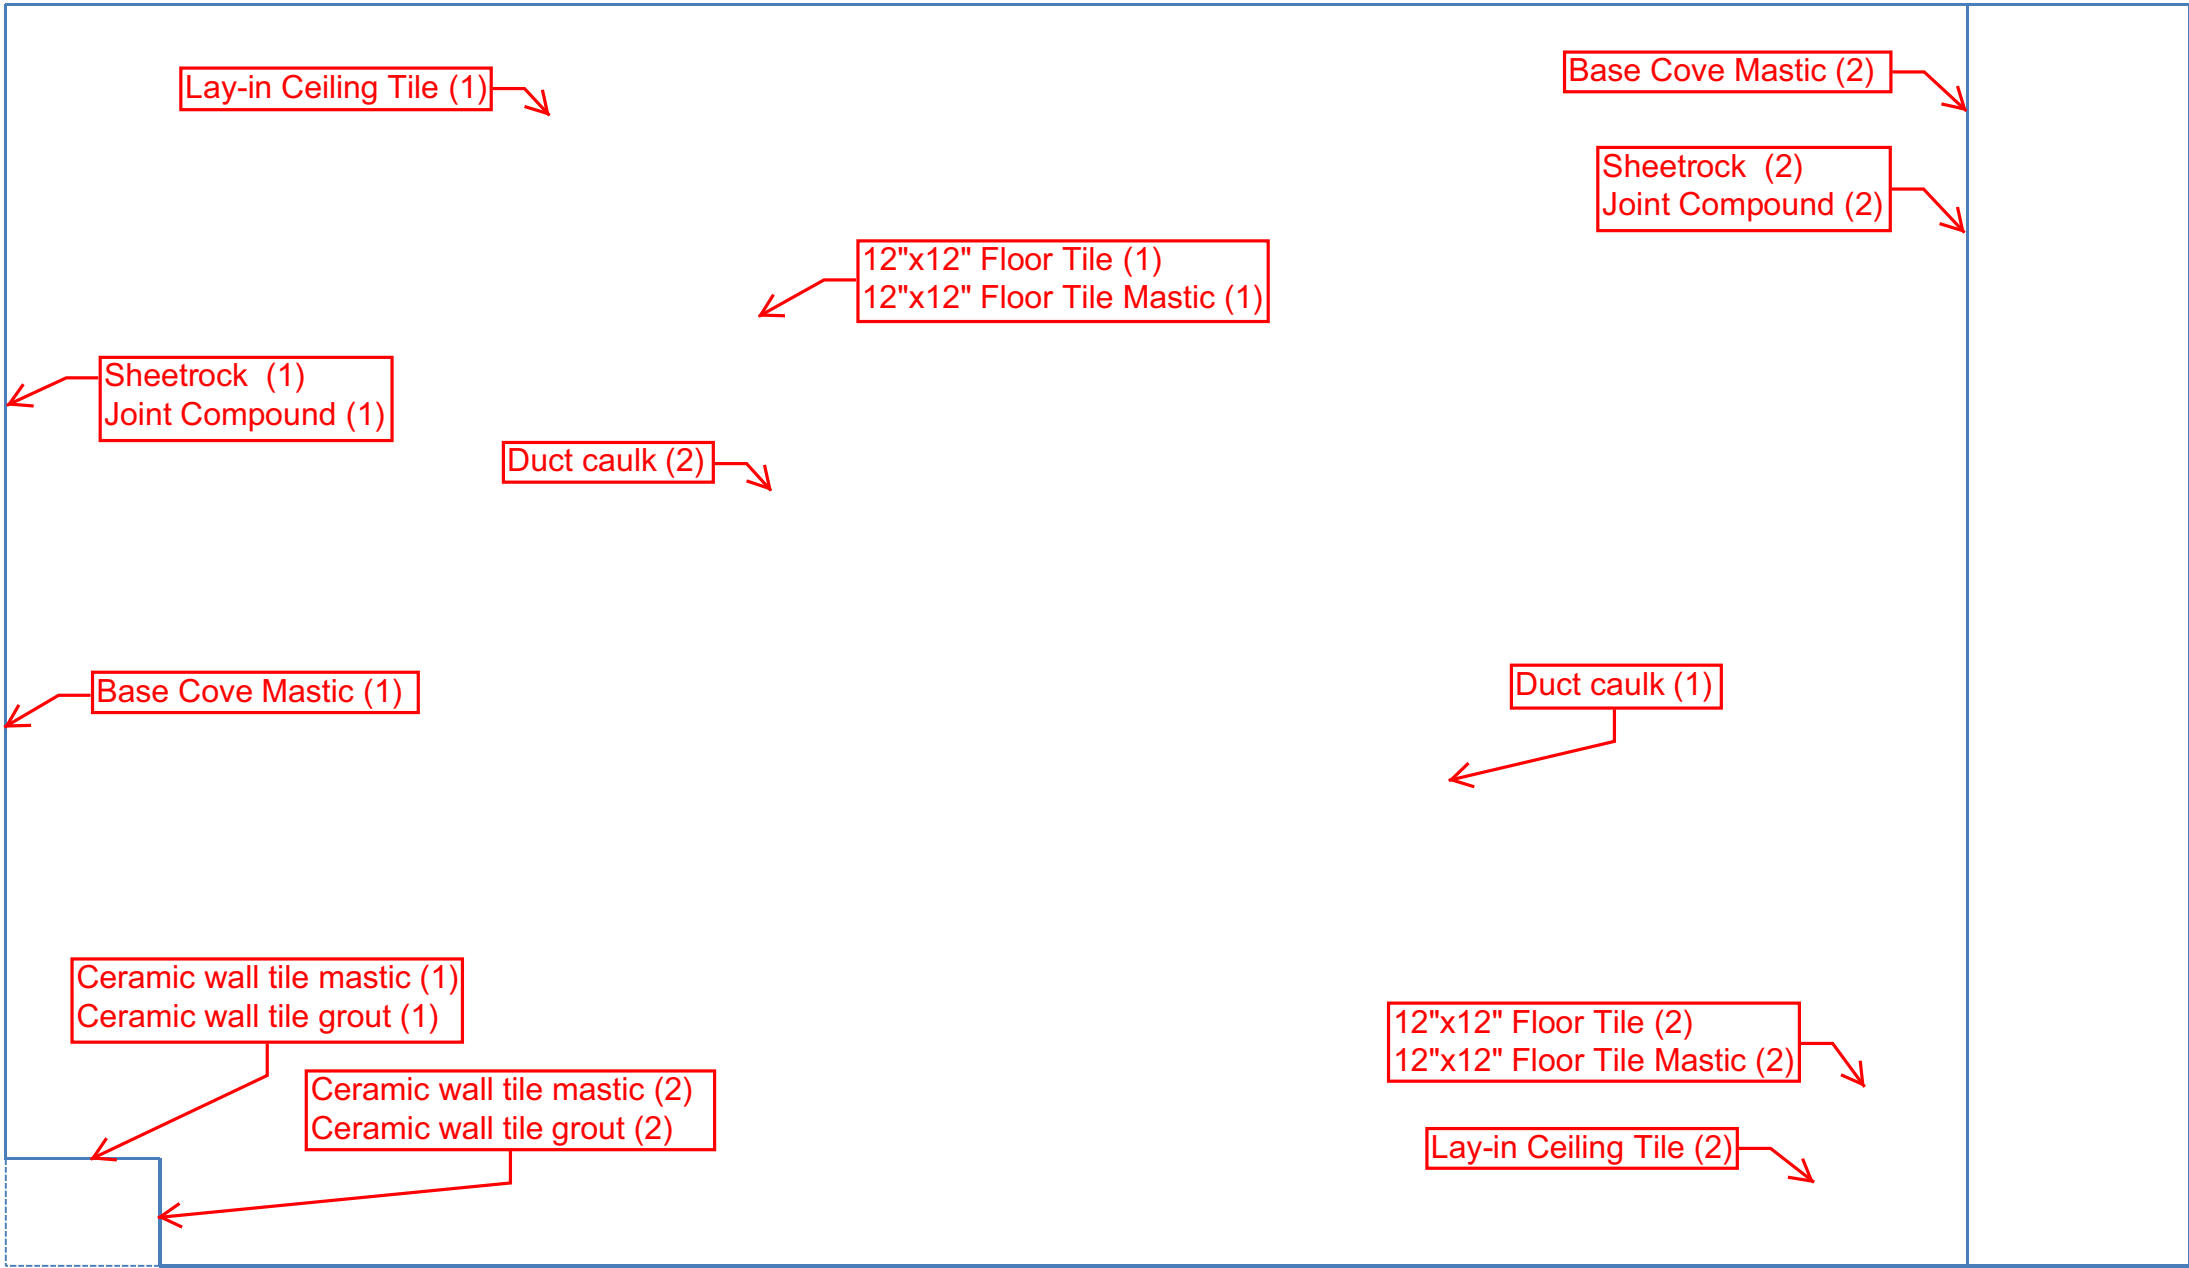 Lay-in Ceiling Tile (1)
Base Cove Mastic (2)
Sheetrock  (2)
Joint Compound (2)
12"x12" Floor Tile (1)
12"x12" Floor Tile Mastic (1)
Sheetrock  (1)
Joint Compound (1)
Duct caulk (2)
Base Cove Mastic (1)
Duct caulk (1)
Ceramic wall tile mastic (1)
Ceramic wall tile grout (1)
12"x12" Floor Tile (2)
12"x12" Floor Tile Mastic (2)
Ceramic wall tile mastic (2)
Ceramic wall tile grout (2)
Lay-in Ceiling Tile (2)